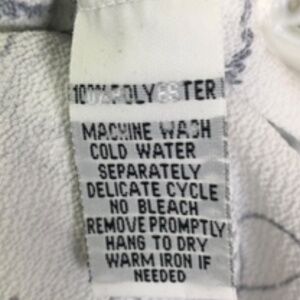 100% POLYESTER
MACHINE WASH
COLD WATER
SEPARATELY
DELICATE CYCLE
NO BLEACH
REMOVE PROMPTLY
HANG TO DRY
WARM IRON IF
NEEDED